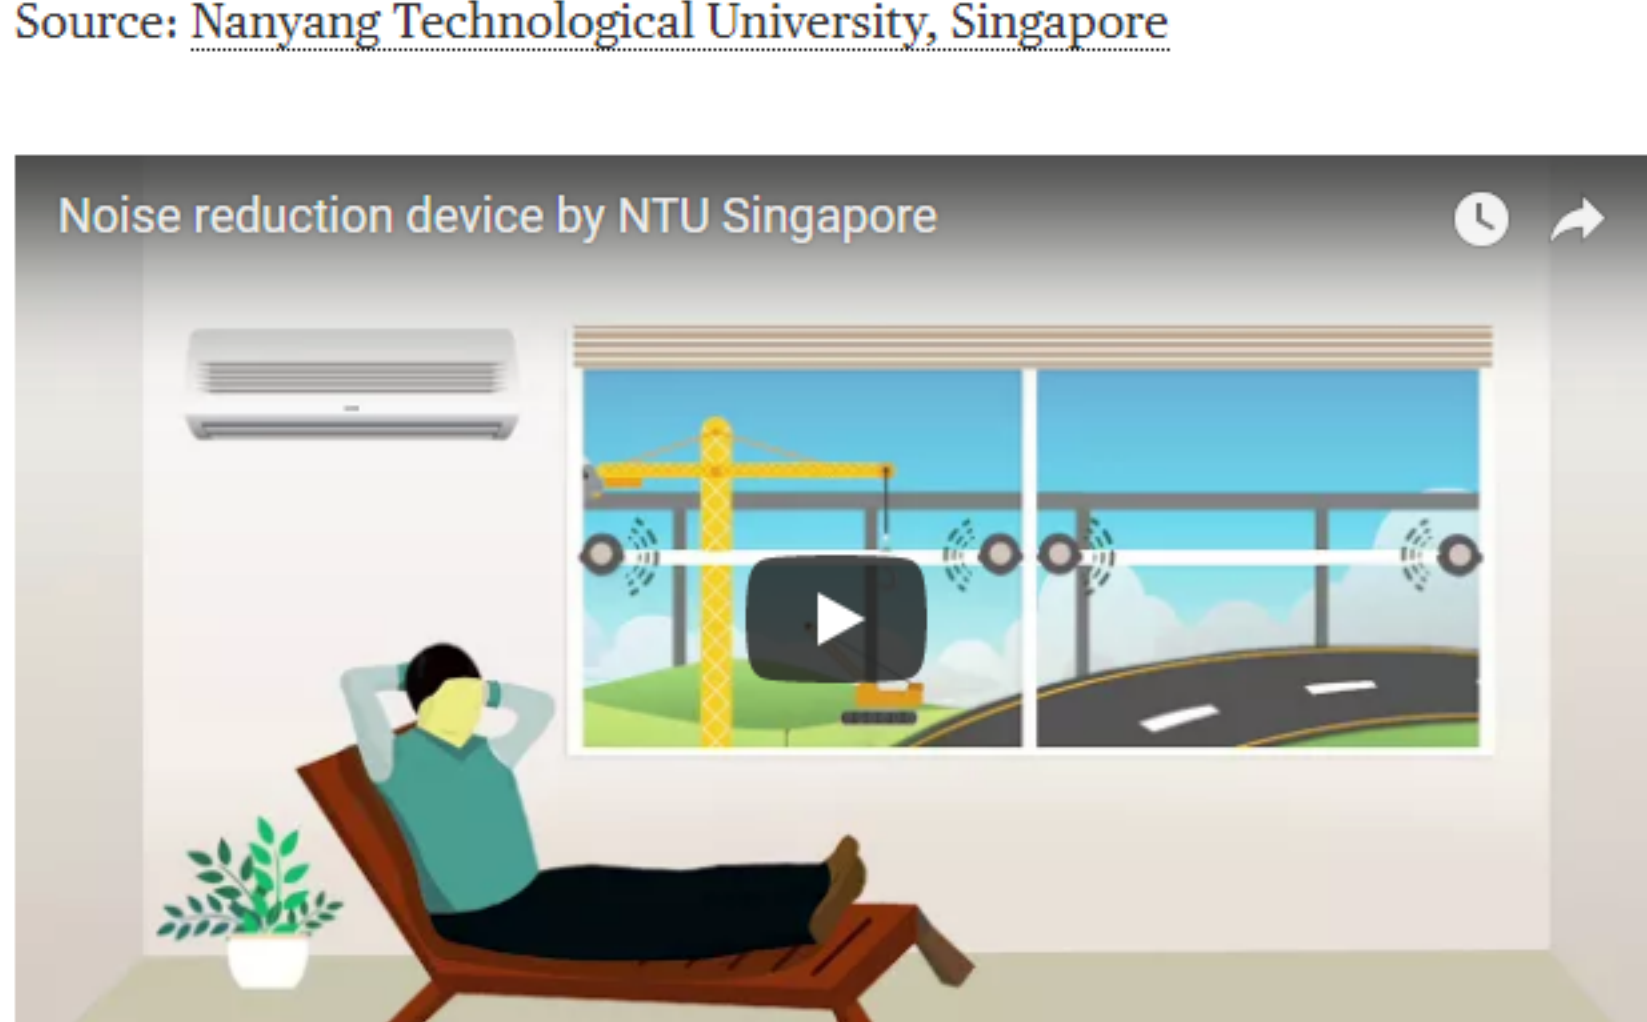 Source: Nanyang Technological University, Singapore
Noise reduction device by NTU Singapore